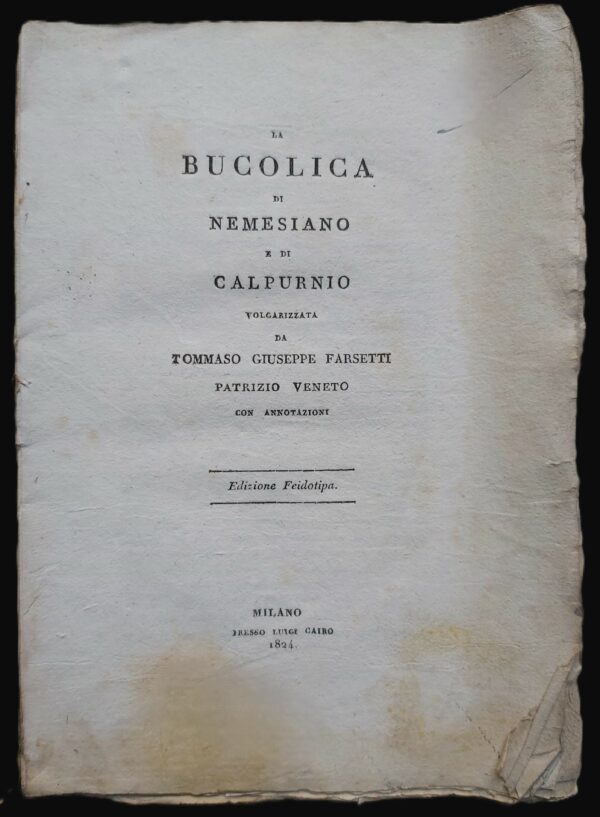 LA
BUCOLICA
DI
NEMESIANO
E DI
CALPURNIO
VOLGARIZZATA
DA
TOMMASO GIUSEPPE FARSETTI
PATRIZIO VENETO
CON ANNOTAZIONI
Edizione Feidotipa.
MILANO
PRESSO LUIGI CAIRO
1824.